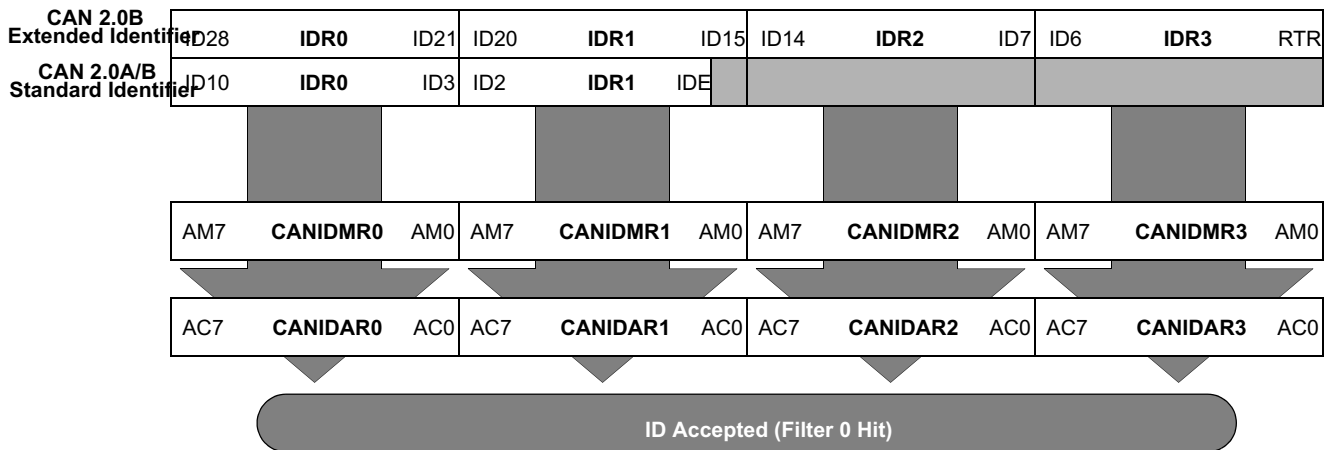 CAN 2.0B
Extended Identifier
ID28 IDR0 ID21 ID20 IDR1 ID15 ID14 IDR2 ID7 ID6 IDR3 RTR
CAN 2.0A/B
Standard Identifier
ID10 IDR0 ID3 ID2 IDR1 IDE
AM7 CANIDMR0 AM0 AM7 CANIDMR1 AM0 AM7 CANIDMR2 AM0 AM7 CANIDMR3 AM0
AC7 CANIDAR0 AC0 AC7 CANIDAR1 AC0 AC7 CANIDAR2 AC0 AC7 CANIDAR3 AC0
ID Accepted (Filter 0 Hit)